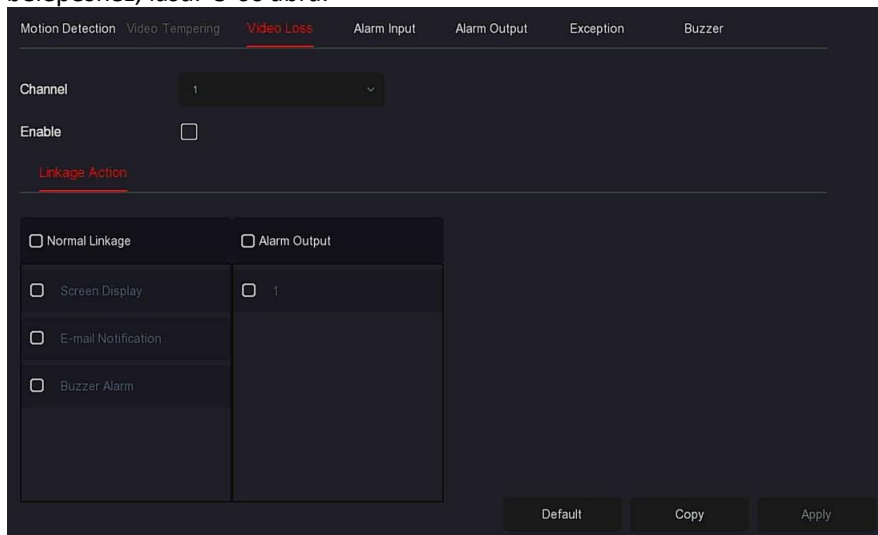 Motion Detection Video Tempering Video Loss Alarm Input Alarm Output Exception Buzzer
Channel 1
Enable
Linkage Action
Normal Linkage Alarm Output
Screen Display 1
E-mail Notification
Buzzer Alarm
Default Copy Apply